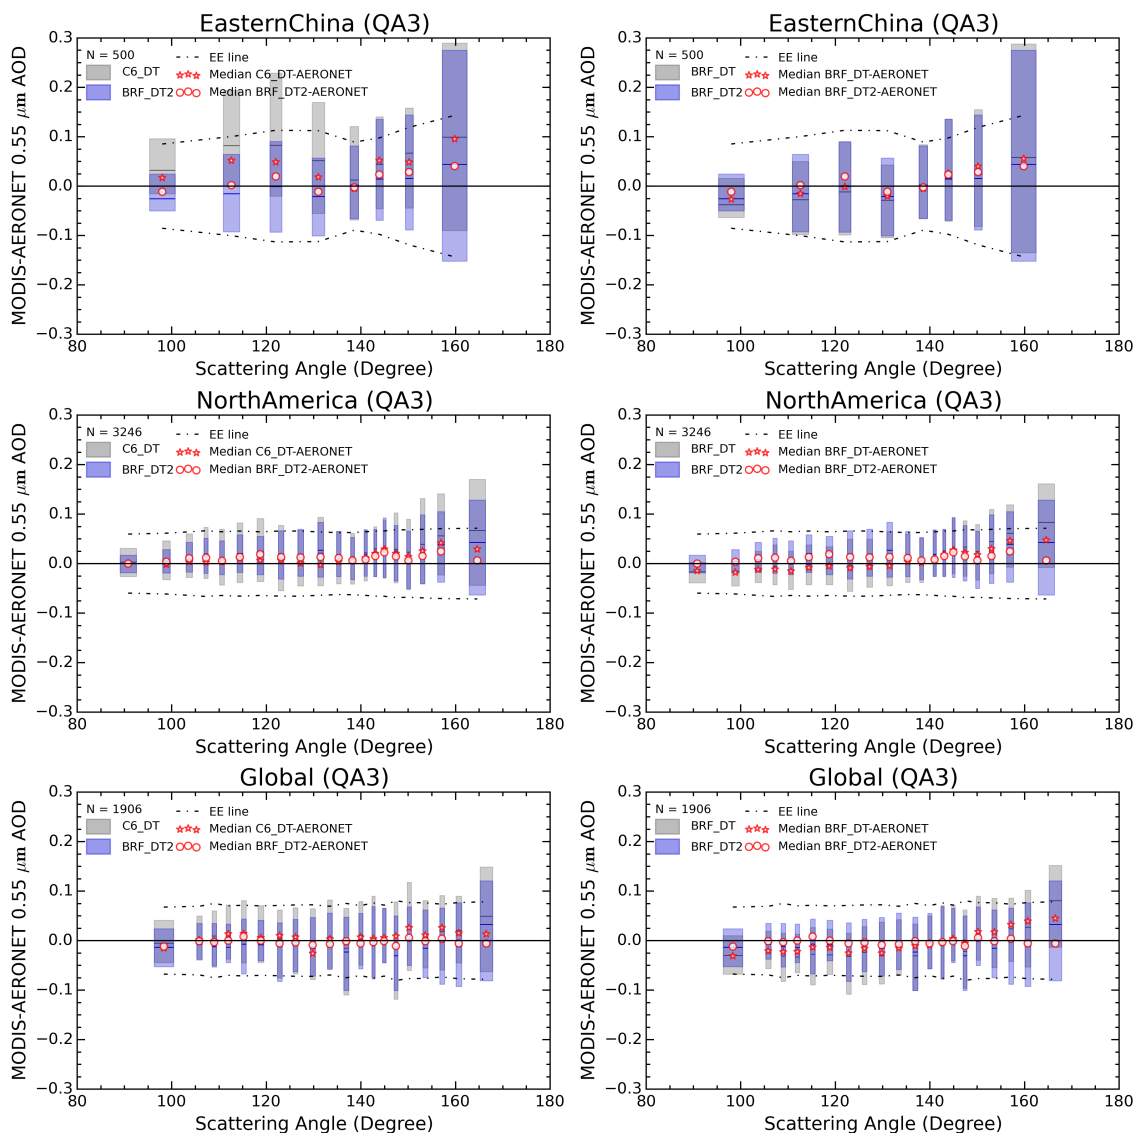 EasternChina (QA3)
EasternChina (QA3)
0.3
0.2
0.1
0.0
−0.1
−0.2
−0.3
MODIS-AERONET 0.55 μm AOD
N = 500
C6_DT
BRF_DT2
EE line
Median C6_DT-AERONET
Median BRF_DT2-AERONET
80
100
120
140
160
180
Scattering Angle (Degree)
0.3
0.2
0.1
0.0
−0.1
−0.2
−0.3
MODIS-AERONET 0.55 μm AOD
N = 500
BRF_DT
BRF_DT2
EE line
Median BRF_DT-AERONET
Median BRF_DT2-AERONET
80
100
120
140
160
180
Scattering Angle (Degree)
NorthAmerica (QA3)
NorthAmerica (QA3)
0.3
0.2
0.1
0.0
−0.1
−0.2
−0.3
MODIS-AERONET 0.55 μm AOD
N = 3246
C6_DT
BRF_DT2
EE line
Median C6_DT-AERONET
Median BRF_DT2-AERONET
80
100
120
140
160
180
Scattering Angle (Degree)
0.3
0.2
0.1
0.0
−0.1
−0.2
−0.3
MODIS-AERONET 0.55 μm AOD
N = 3246
BRF_DT
BRF_DT2
EE line
Median BRF_DT-AERONET
Median BRF_DT2-AERONET
80
100
120
140
160
180
Scattering Angle (Degree)
Global (QA3)
Global (QA3)
0.3
0.2
0.1
0.0
−0.1
−0.2
−0.3
MODIS-AERONET 0.55 μm AOD
N = 1906
C6_DT
BRF_DT2
EE line
Median C6_DT-AERONET
Median BRF_DT2-AERONET
80
100
120
140
160
180
Scattering Angle (Degree)
0.3
0.2
0.1
0.0
−0.1
−0.2
−0.3
MODIS-AERONET 0.55 μm AOD
N = 1906
BRF_DT
BRF_DT2
EE line
Median BRF_DT-AERONET
Median BRF_DT2-AERONET
80
100
120
140
160
180
Scattering Angle (Degree)